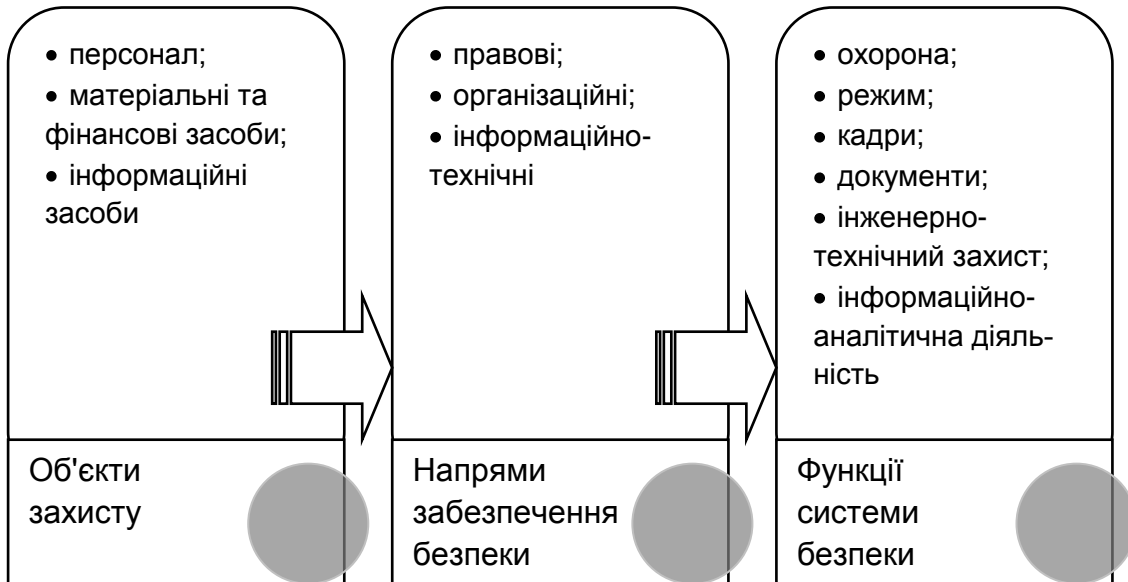 • персонал;
• матеріальні та
фінансові засоби;
• інформаційні
засоби
Об'єкти
захисту
• правові;
• організаційні;
• інформаційно-
технічні
Напрями
забезпечення
безпеки
• охорона;
• режим;
• кадри;
• документи;
• інженерно-
технічний захист;
• інформаційно-
аналітична діяль-
ність
Функції
системи
безпеки